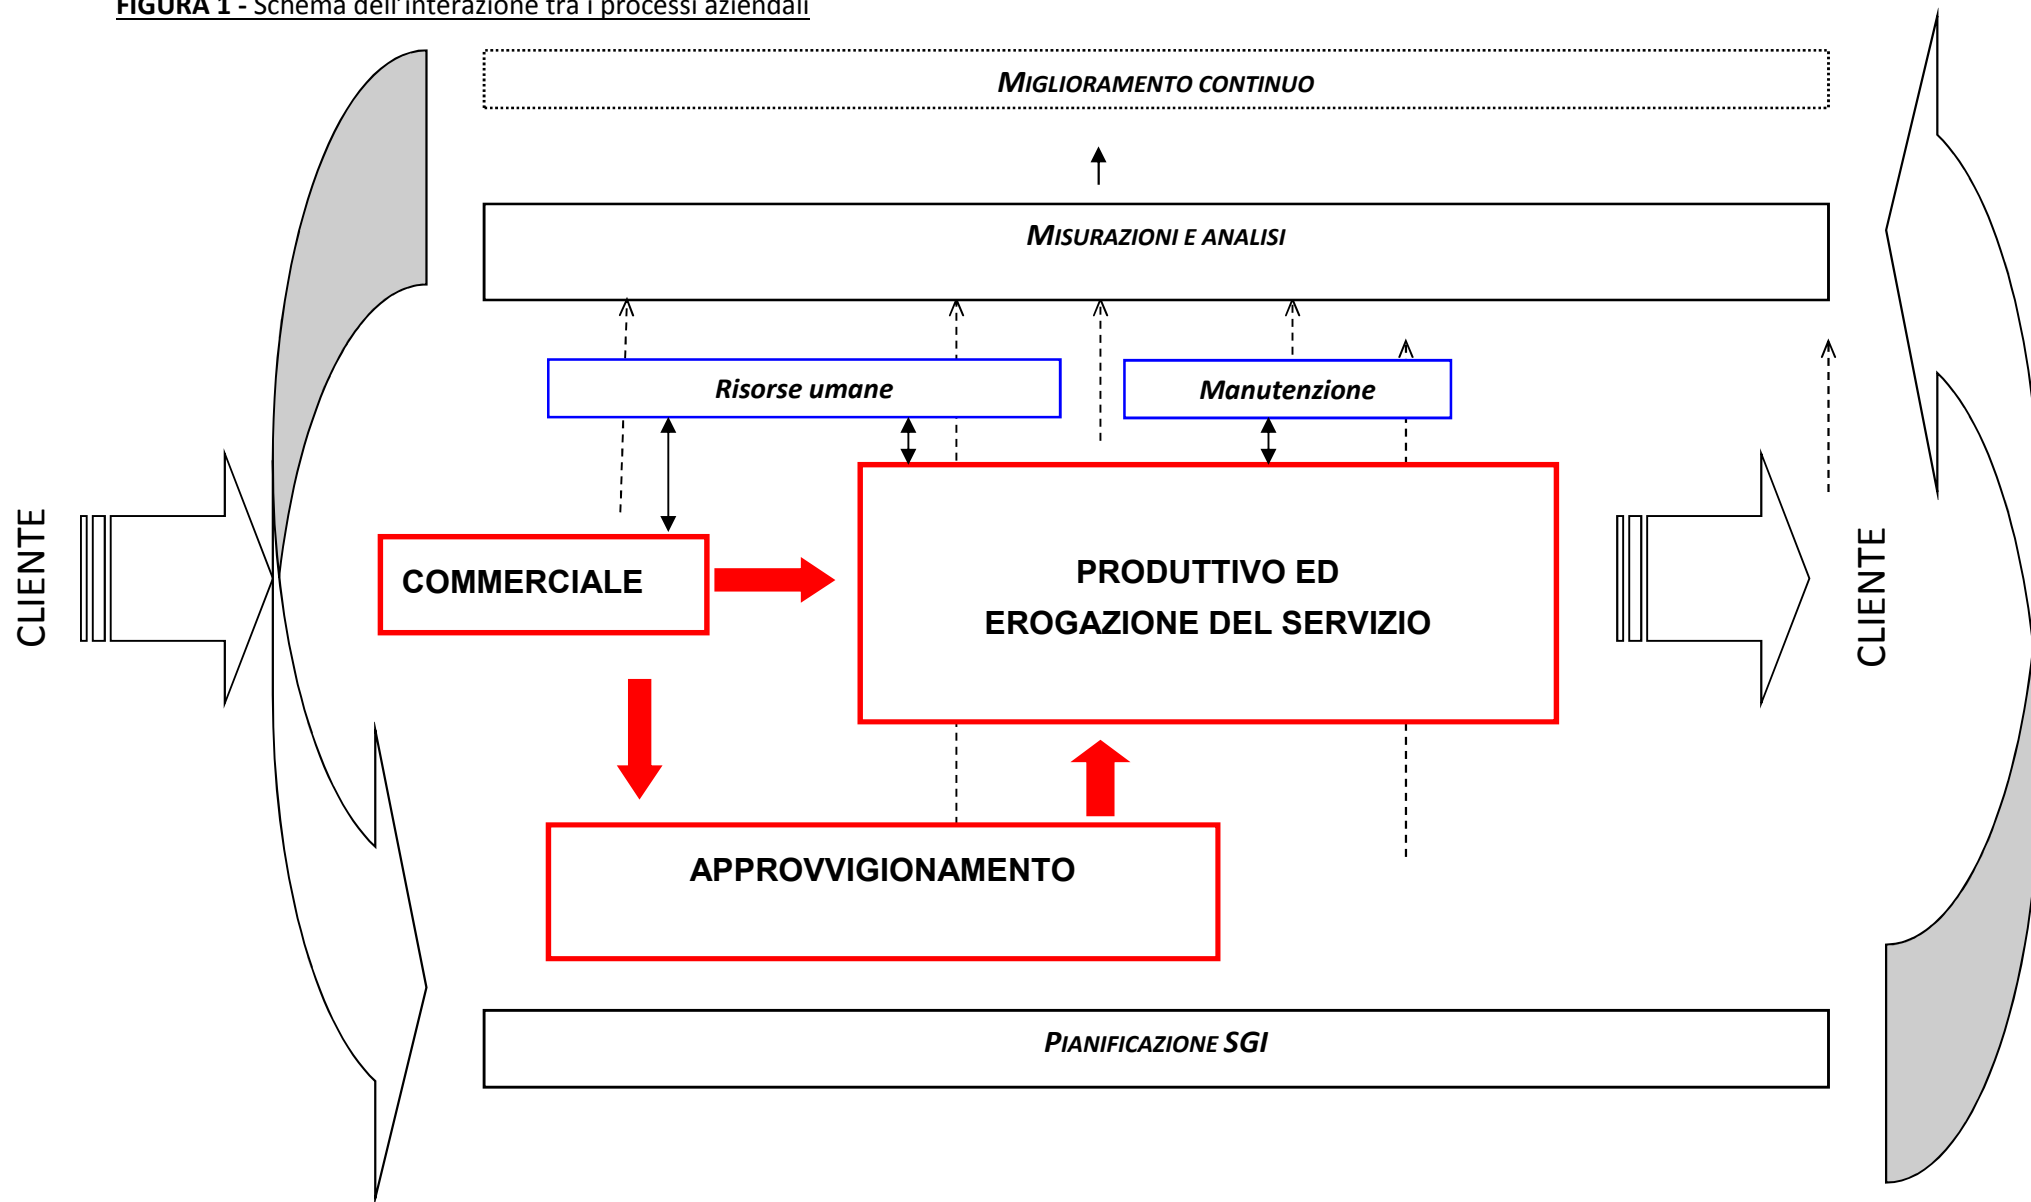 FIGURA 1 - Schema dell'interazione tra i processi aziendali
MIGLIORAMENTO CONTINUO
MISURAZIONI E ANALISI
Risorse umane
Manutenzione
CLIENTE
COMMERCIALE
PRODUTTIVO ED
EROGAZIONE DEL SERVIZIO
CLIENTE
APPROVVIGIONAMENTO
PIANIFICAZIONE SGI